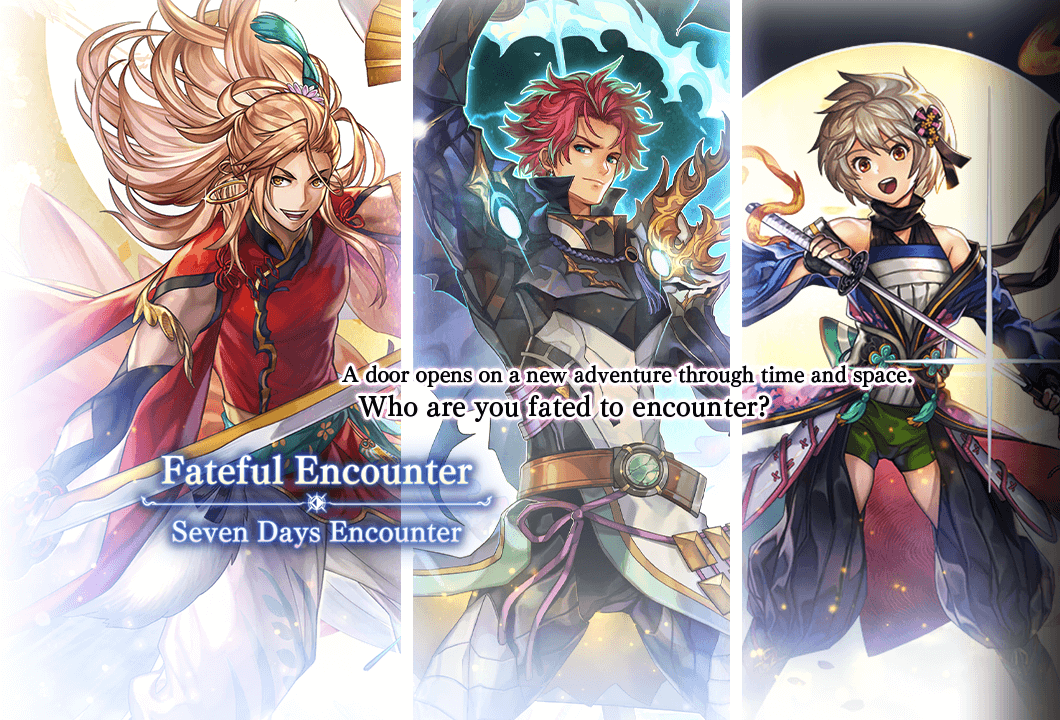 A door opens on a new adventure through time and space.
Who are you fated to encounter?
Fateful Encounter
Seven Days Encounter